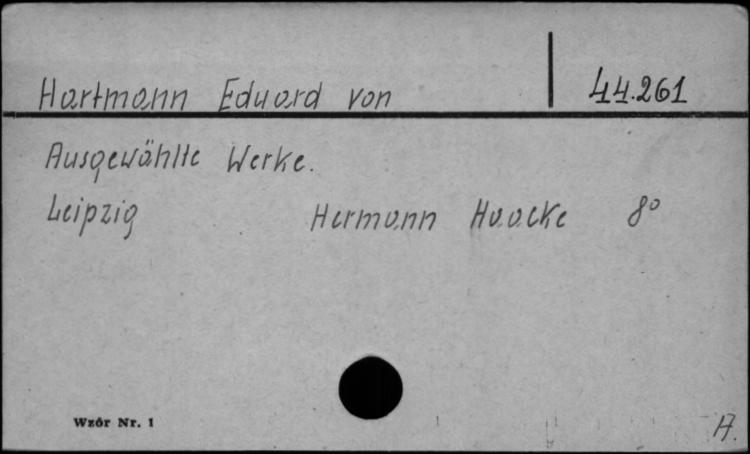 Hartmann Eduard von 44.261
Ausgewählte Werke.
Leipzig Hermann Haacke 8°
Wzór Nr. 1 A.